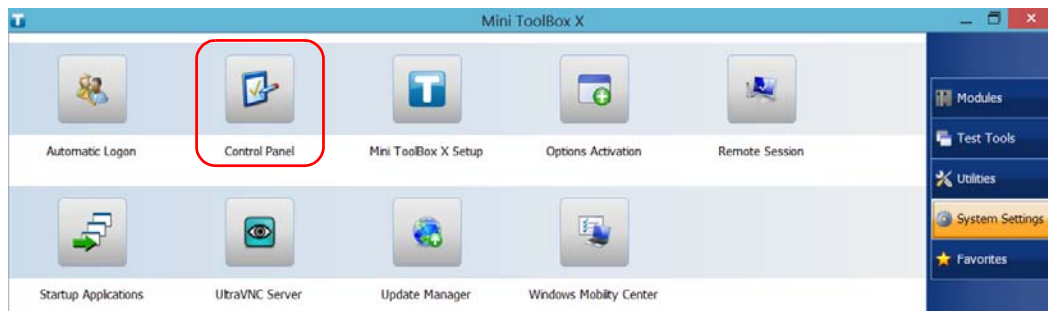 Mini ToolBox X
Automatic Logon
Control Panel
Mini ToolBox X Setup
Options Activation
Remote Session
Startup Applications
UltraVNC Server
Update Manager
Windows Mobility Center
Modules
Test Tools
Utilities
System Settings
Favorites